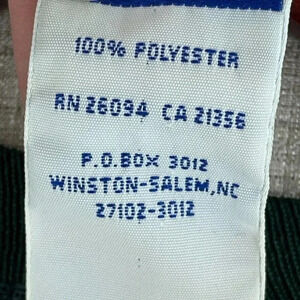 100% POLYESTER
RN 26094 CA 21356
P.O.BOX 3012
WINSTON-SALEM,NC
27102-3012